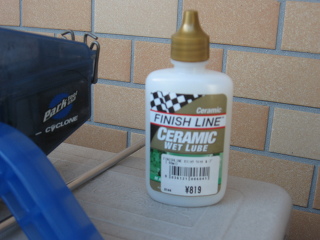 Park TOOL
CYCLONE
Ceramic
FINISH LINE
CERAMIC
WET LUBE
¥819